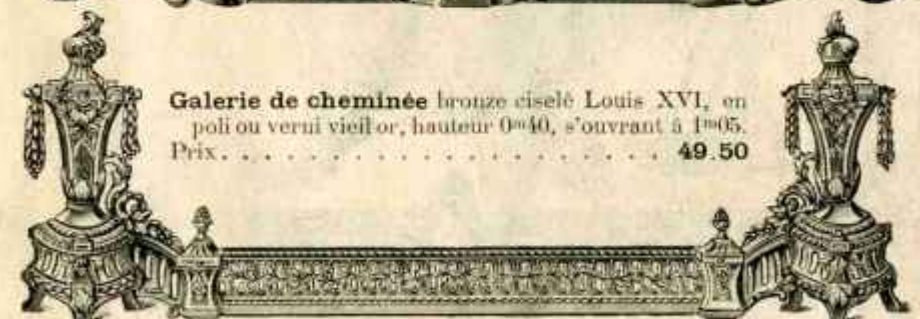 Galerie de cheminée bronze ciselé Louis XVI, en
poli ou verni vieil or, hauteur 0ᵐ40, s'ouvrant à 1ᵐ05.
Prix. . . . . . . . . . . . . . . . . . . . 49.50